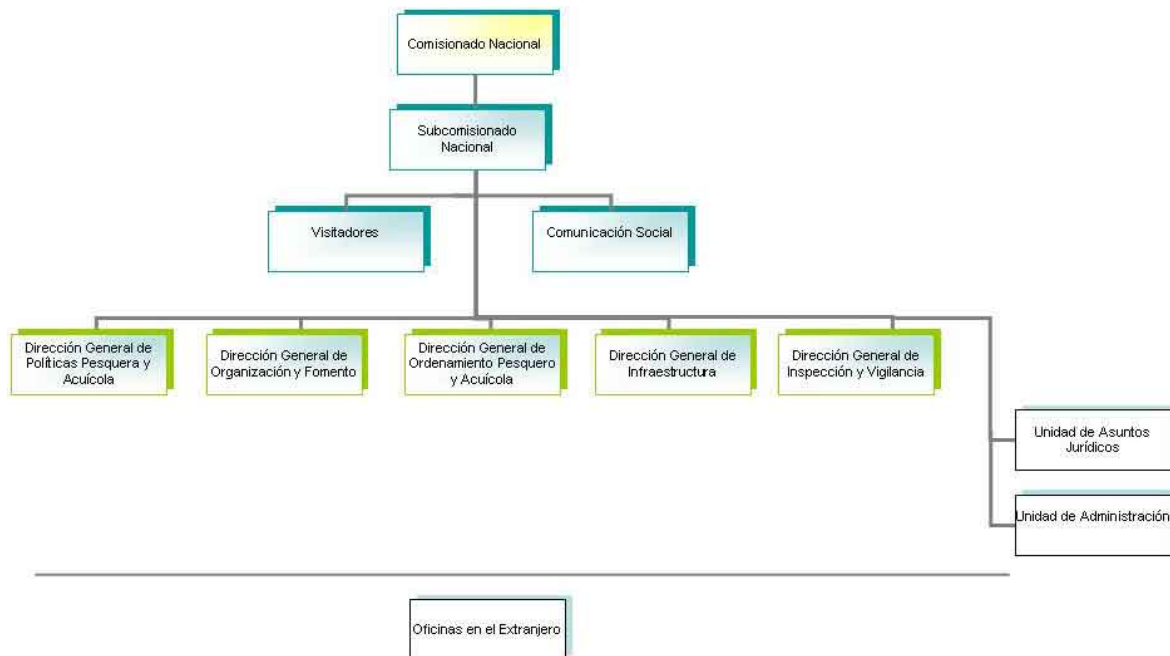 Comisionado Nacional
Subcomisionado
Nacional
Visitadores
Comunicación Social
Dirección General de
Políticas Pesquera y
Acuícola
Dirección General de
Organización y Fomento
Dirección General de
Ordenamiento Pesquero
y Acuícola
Dirección General de
Infraestructura
Dirección General de
Inspección y Vigilancia
Unidad de Asuntos
Jurídicos
Unidad de Administración
Oficinas en el Extranjero